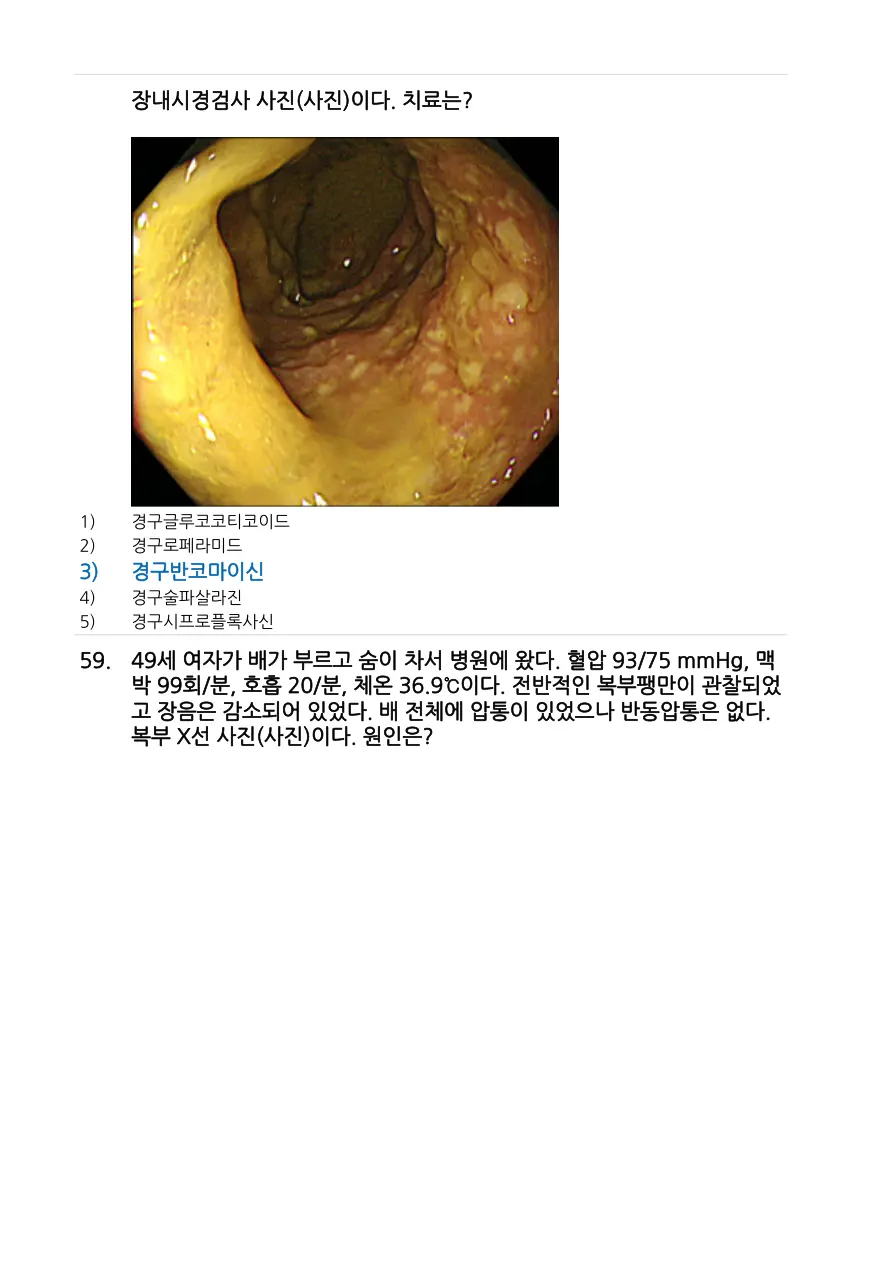 장내시경검사 사진(사진)이다. 치료는?
1) 경구글루코코티코이드
2) 경구로페라미드
3) 경구반코마이신
4) 경구술파살라진
5) 경구시프로플록사신
59. 49세 여자가 배가 부르고 숨이 차서 병원에 왔다. 혈압 93/75 mmHg, 맥
박 99회/분, 호흡 20/분, 체온 36.9℃이다. 전반적인 복부팽만이 관찰되었
고 장음은 감소되어 있었다. 배 전체에 압통이 있었으나 반동압통은 없다.
복부 X선 사진(사진)이다. 원인은?